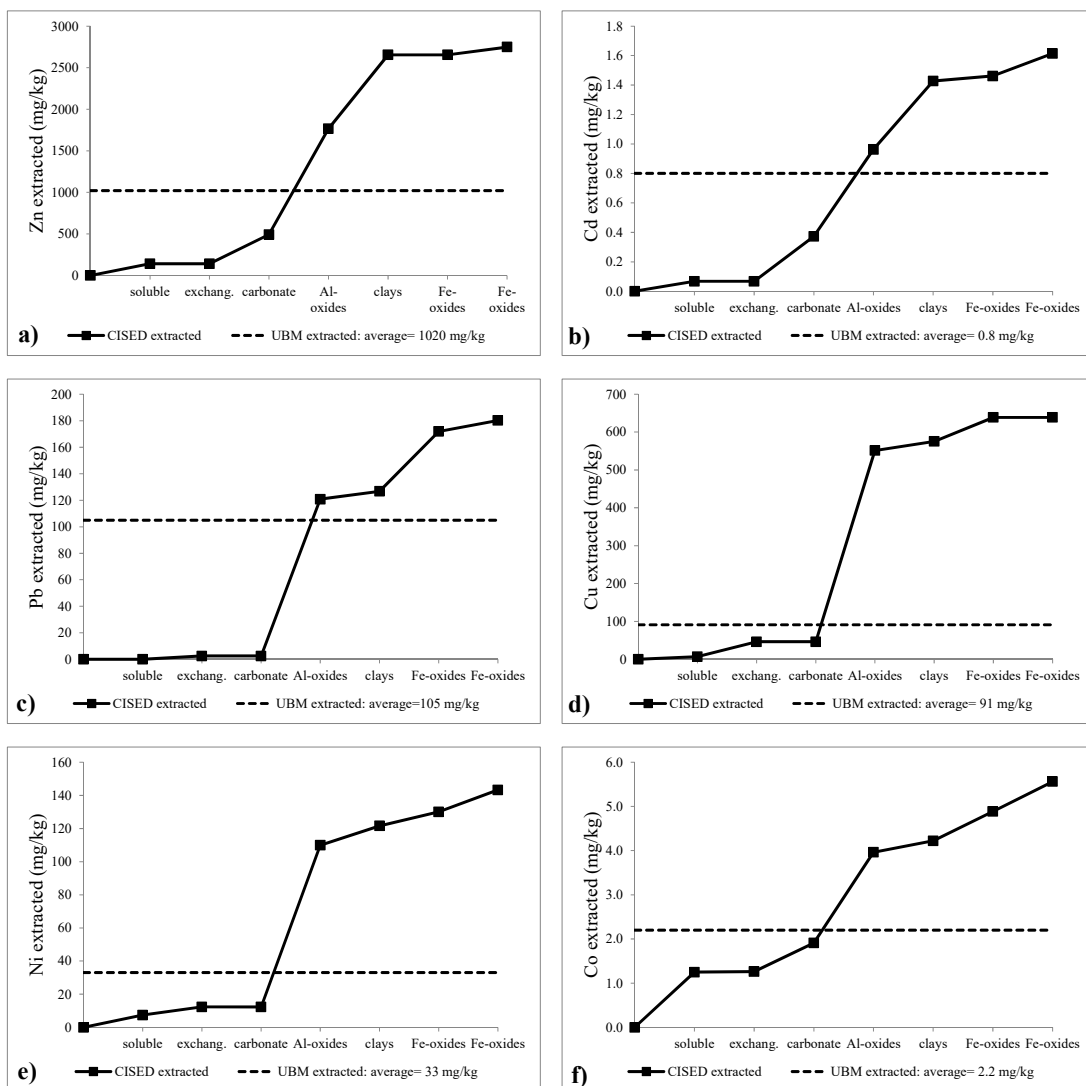 Zn extracted (mg/kg)
3000
2500
2000
1500
1000
500
0
soluble exchang. carbonate Al-oxides clays Fe-oxides Fe-oxides
a)
CISED extracted UBM extracted: average= 1020 mg/kg
Cd extracted (mg/kg)
1.8
1.6
1.4
1.2
1.0
0.8
0.6
0.4
0.2
0.0
soluble exchang. carbonate Al-oxides clays Fe-oxides Fe-oxides
b)
CISED extracted UBM extracted: average= 0.8 mg/kg
Pb extracted (mg/kg)
200
180
160
140
120
100
80
60
40
20
0
soluble exchang. carbonate Al-oxides clays Fe-oxides Fe-oxides
c)
CISED extracted UBM extracted: average=105 mg/kg
Cu extracted (mg/kg)
700
600
500
400
300
200
100
0
soluble exchang. carbonate Al-oxides clays Fe-oxides Fe-oxides
d)
CISED extracted UBM extracted: average= 91 mg/kg
Ni extracted (mg/kg)
160
140
120
100
80
60
40
20
0
soluble exchang. carbonate Al-oxides clays Fe-oxides Fe-oxides
e)
CISED extracted UBM extracted: average= 33 mg/kg
Co extracted (mg/kg)
6.0
5.0
4.0
3.0
2.0
1.0
0.0
soluble exchang. carbonate Al-oxides clays Fe-oxides Fe-oxides
f)
CISED extracted UBM extracted: average= 2.2 mg/kg